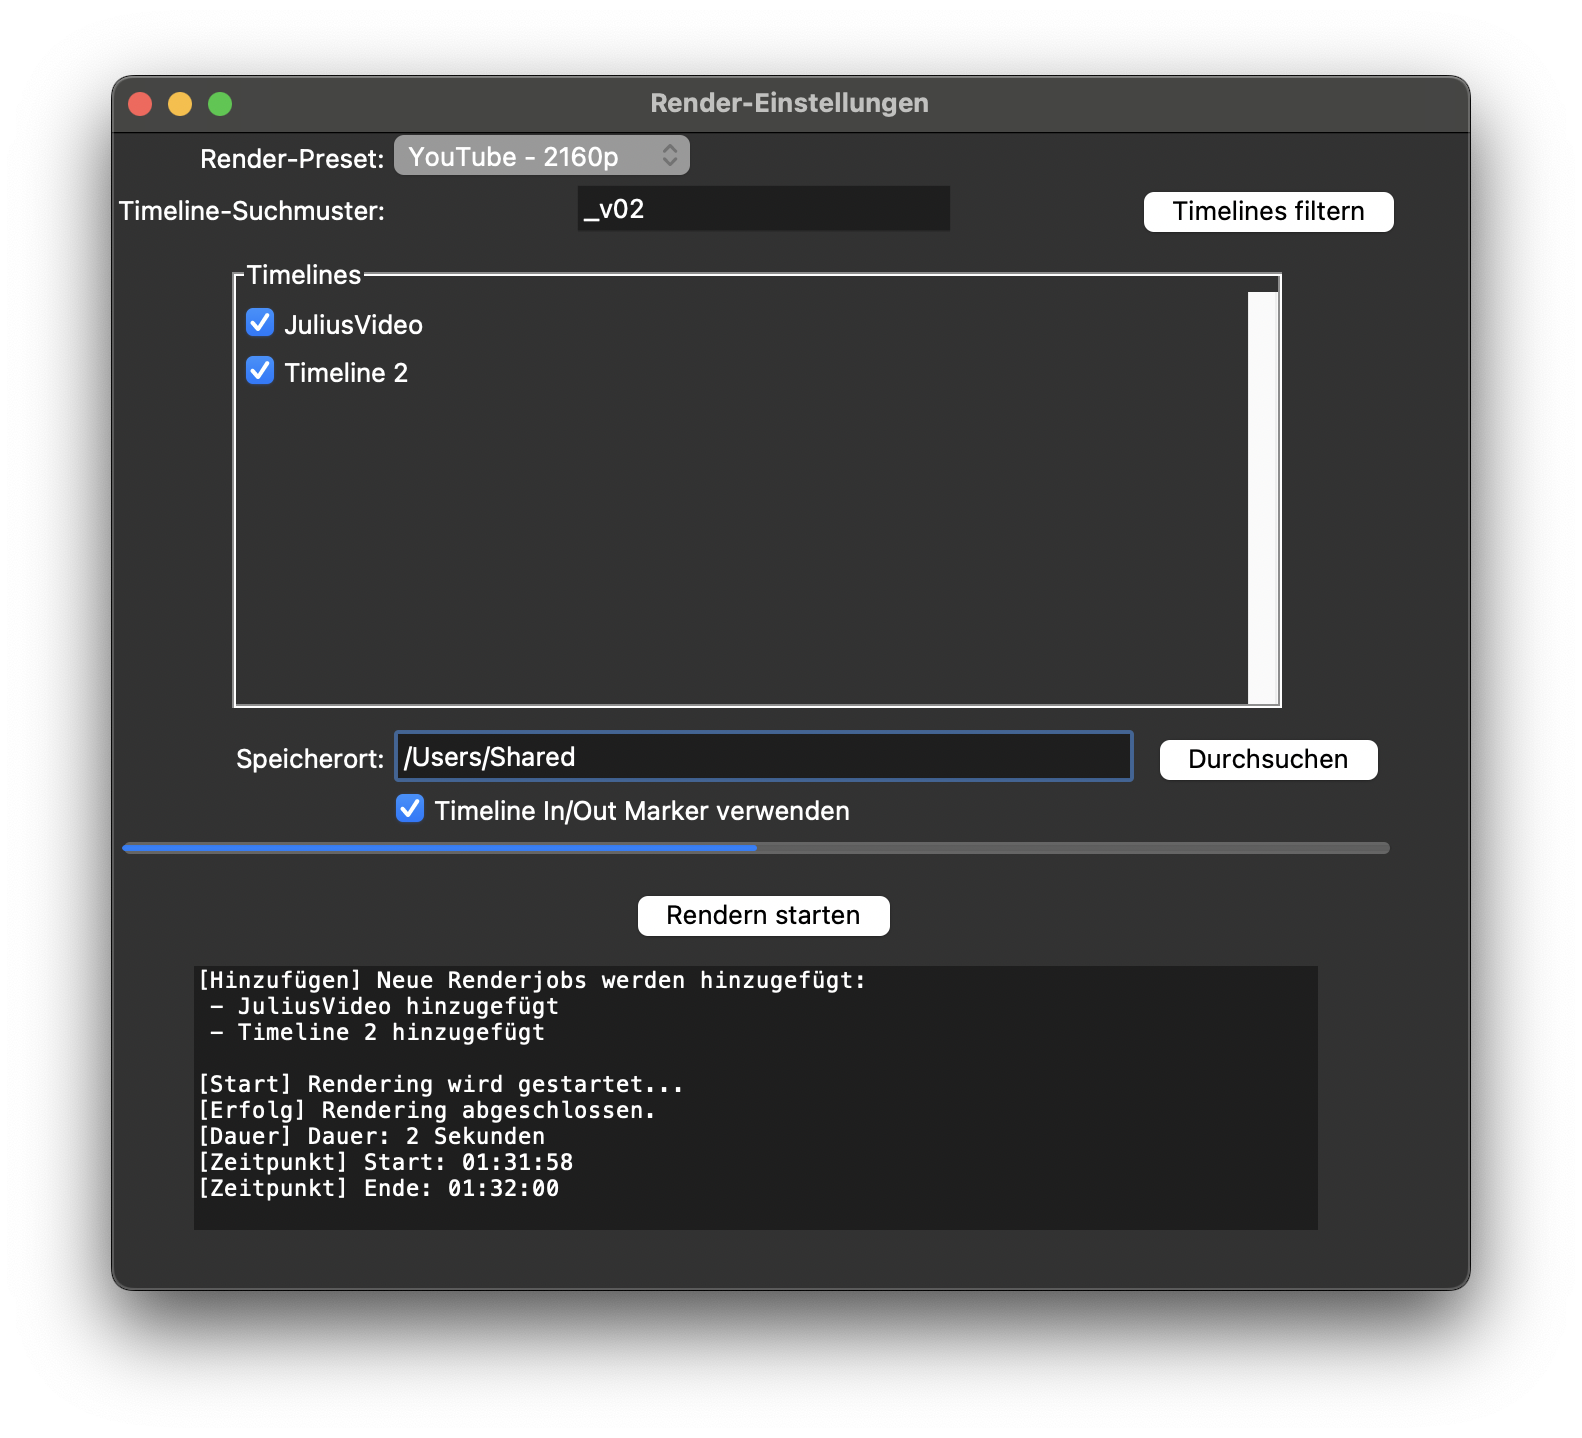 Render-Einstellungen
Render-Preset: YouTube - 2160p
Timeline-Suchmuster: _v02 Timelines filtern
Timelines
JuliusVideo
Timeline 2
Speicherort: /Users/Shared Durchsuchen
Timeline In/Out Marker verwenden
Rendern starten
[Hinzufügen] Neue Renderjobs werden hinzugefügt:
– JuliusVideo hinzugefügt
– Timeline 2 hinzugefügt
[Start] Rendering wird gestartet...
[Erfolg] Rendering abgeschlossen.
[Dauer] Dauer: 2 Sekunden
[Zeitpunkt] Start: 01:31:58
[Zeitpunkt] Ende: 01:32:00